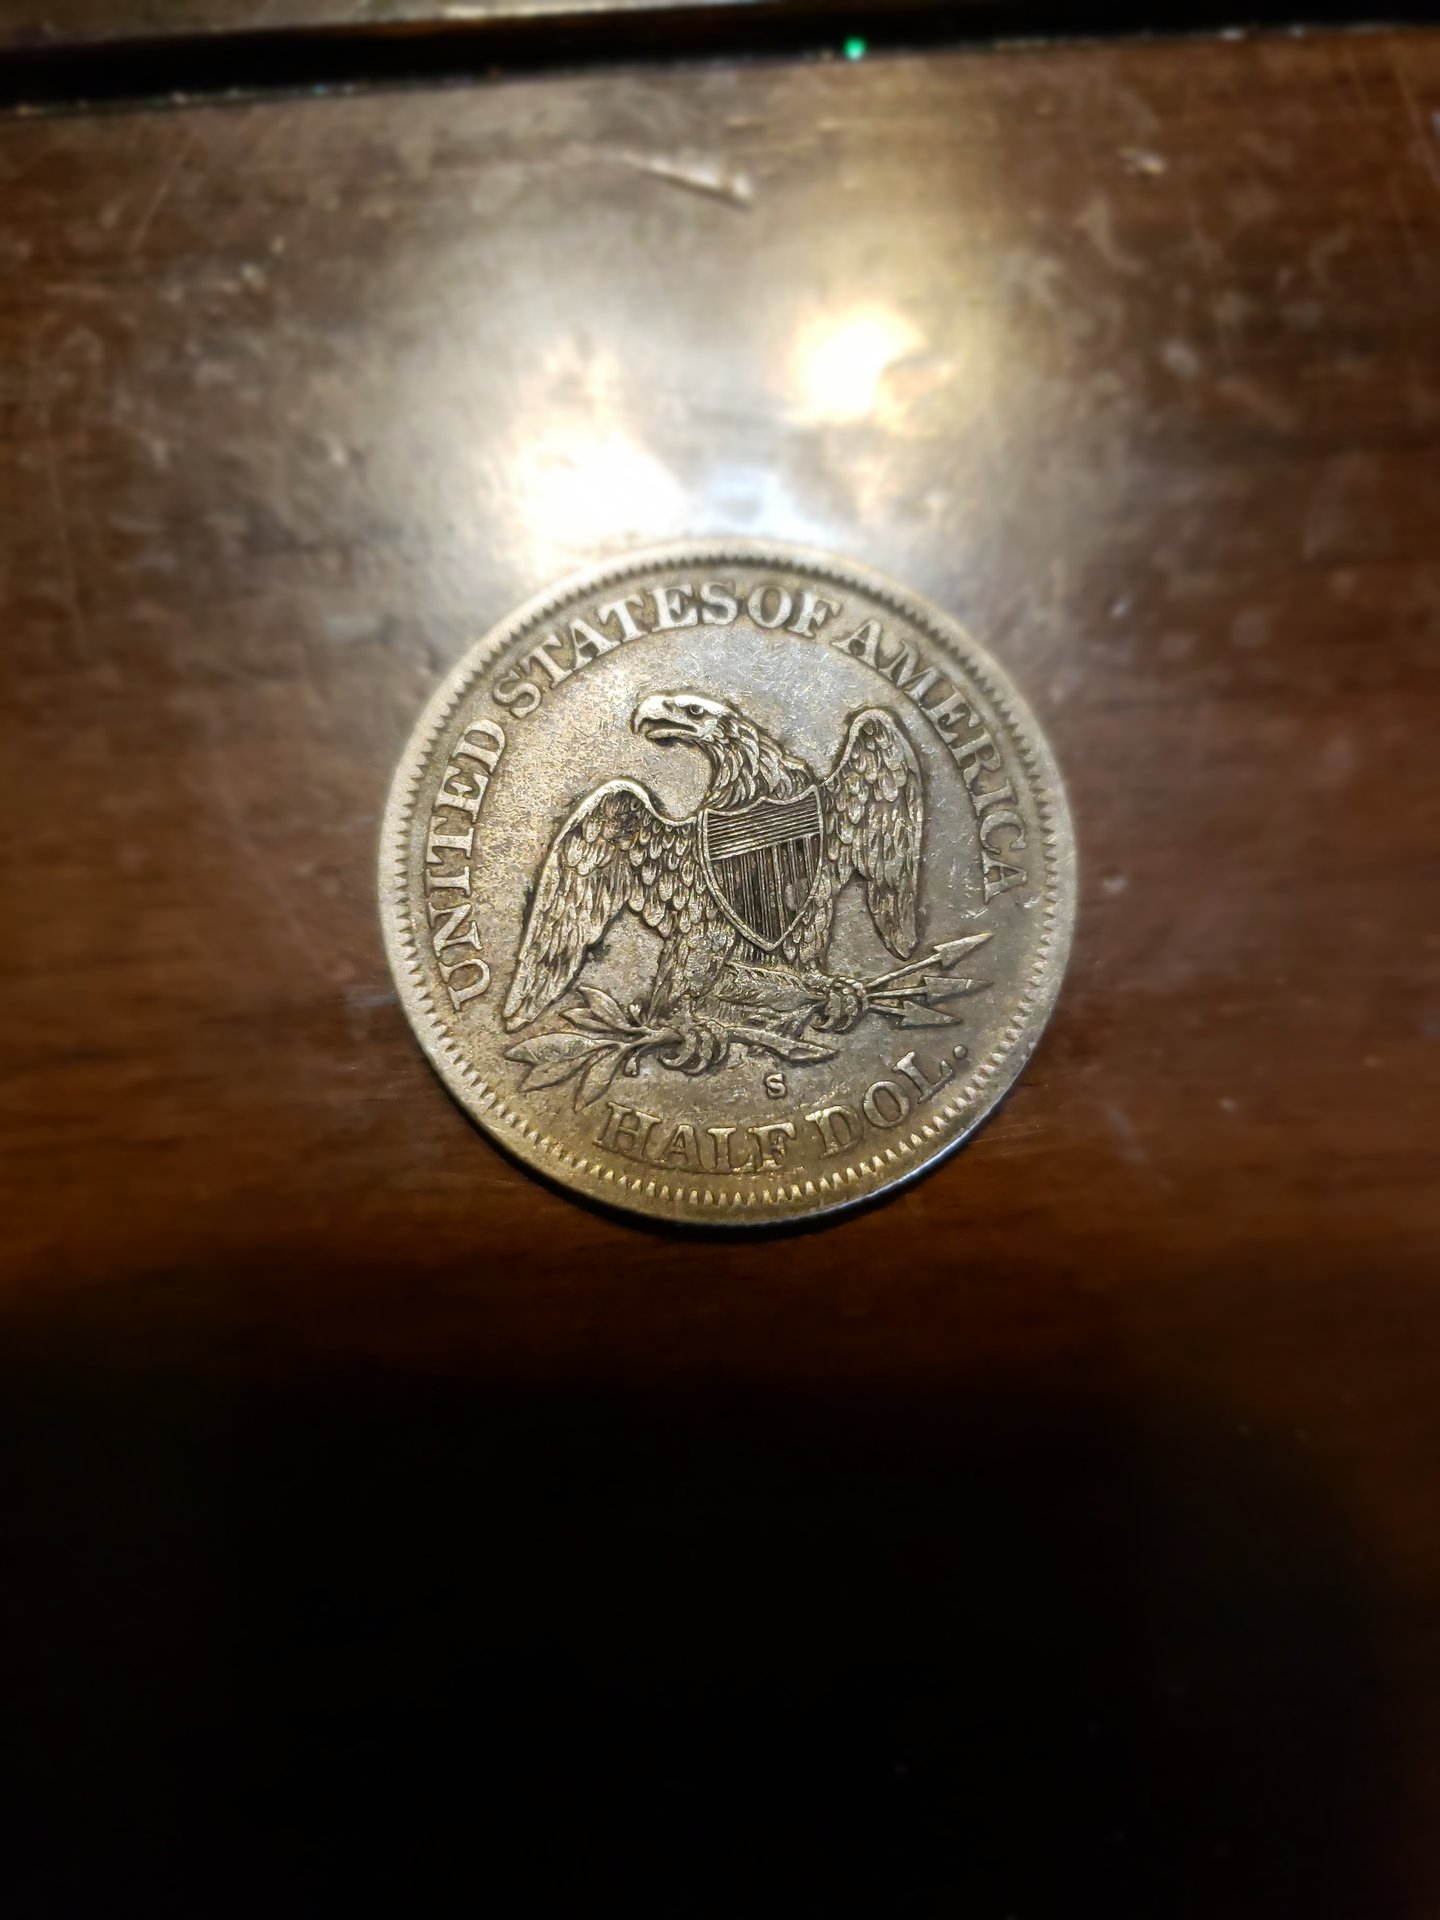 UNITED STATES OF AMERICA
S
HALF DOL.